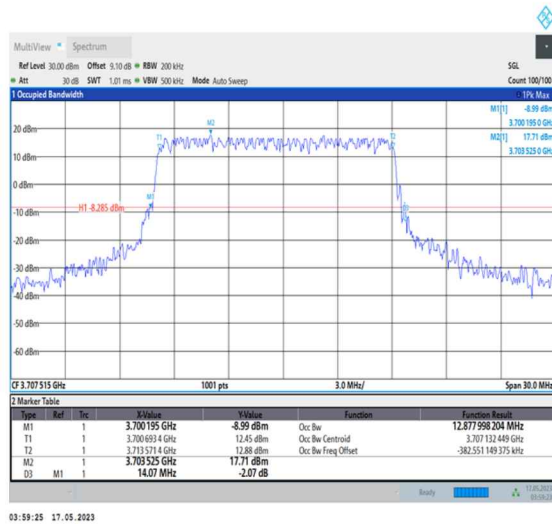 MultiView Spectrum
Ref Level 30.00 dBm Offset 9.10 dB RBW 200 kHz SGL
Att 30 dB SWT 1.01 ms VBW 500 kHz Mode Auto Sweep Count 100/100
1 Occupied Bandwidth 1Pk Max
M1[1] -8.99 dBm
3.700 195 0 GHz
M2[1] 17.71 dBm
3.703 525 0 GHz
M2
T1 T2
20 dBm
10 dBm
0 dBm
M1
H1 -8.285 dBm
D3
-10 dBm
-20 dBm
-30 dBm
-40 dBm
-50 dBm
-60 dBm
CF 3.707 515 GHz 1001 pts 3.0 MHz/ Span 30.0 MHz
2 Marker Table
Type Ref Trc X-Value Y-Value Function Function Result
M1 1 3.700195 GHz -8.99 dBm Occ Bw 12.877 998 204 MHz
T1 1 3.700 693 4 GHz 12.45 dBm Occ Bw Centroid 3.707 132 449 GHz
T2 1 3.713 571 4 GHz 12.88 dBm Occ Bw Freq Offset -382.551 149 375 kHz
M2 1 3.703 525 GHz 17.71 dBm
D3 M1 1 14.07 MHz -2.07 dB
Ready 17.05.2023
03:59:25
03:59:25 17.05.2023